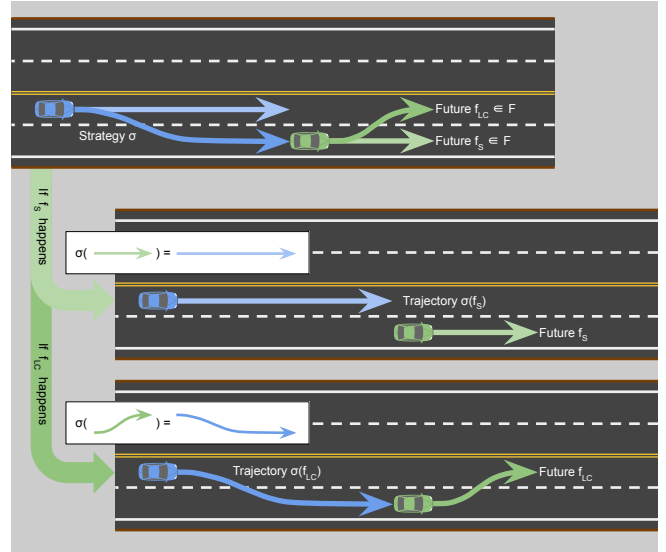 Future f_LC ∈ F
Strategy σ
Future f_S ∈ F
If f_S happens
σ( ) =
Trajectory σ(f_S)
Future f_S
If f_LC happens
σ( ) =
Trajectory σ(f_LC)
Future f_LC